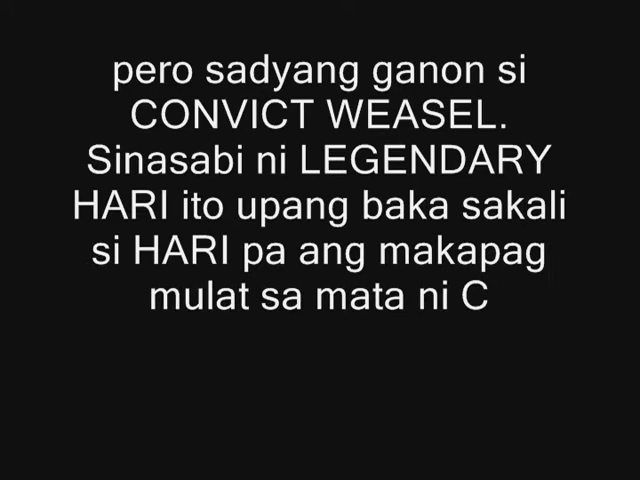 pero sadyang ganon si
CONVICT WEASEL.
Sinasabi ni LEGENDARY
HARI ito upang baka sakali
si HARI pa ang makapag
mulat sa mata ni C